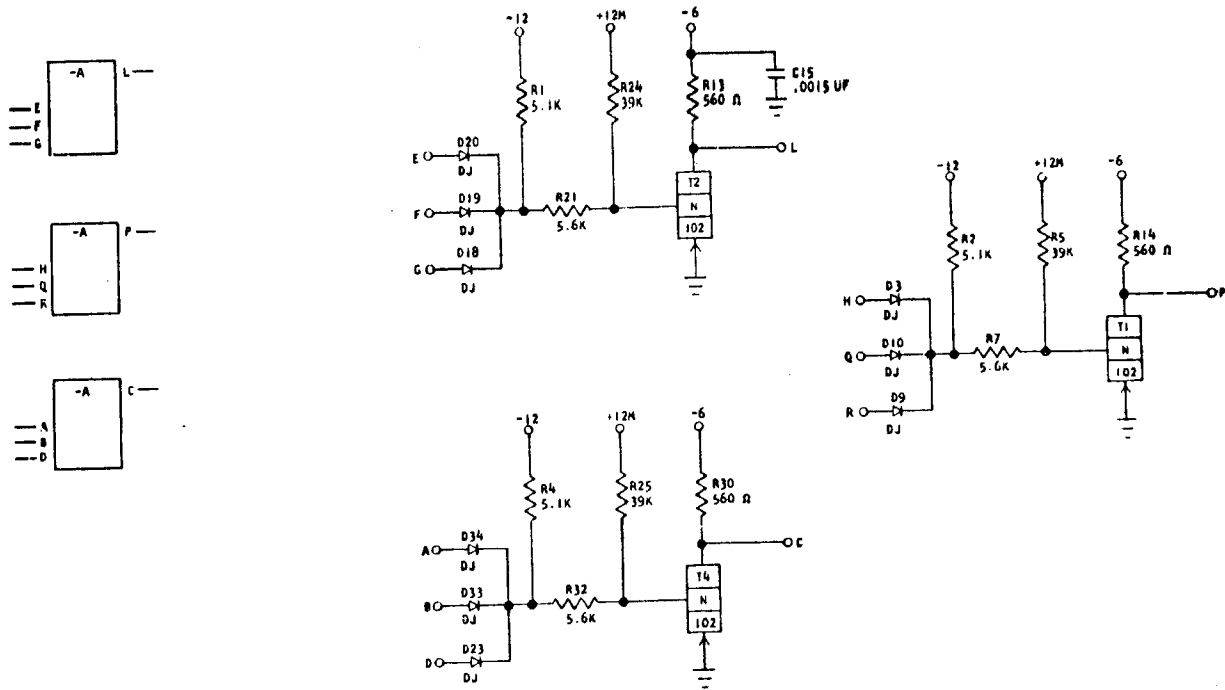 -A
L
E
F
G
-A
P
H
Q
R
-A
C
A
B
D
-12
+12M
-6
R1
5.1K
R24
39K
R13
560 Ω
C15
.0015 UF
E
D20
DJ
F
D19
DJ
G
D18
DJ
R21
5.6K
T2
N
102
L
-12
+12M
-6
R2
5.1K
R5
39K
R14
560 Ω
H
D3
DJ
Q
D10
DJ
R
D9
DJ
R7
5.6K
T1
N
102
P
-12
+12M
-6
R4
5.1K
R25
39K
R30
560 Ω
A
D34
DJ
B
D33
DJ
D
D23
DJ
R32
5.6K
T4
N
102
C